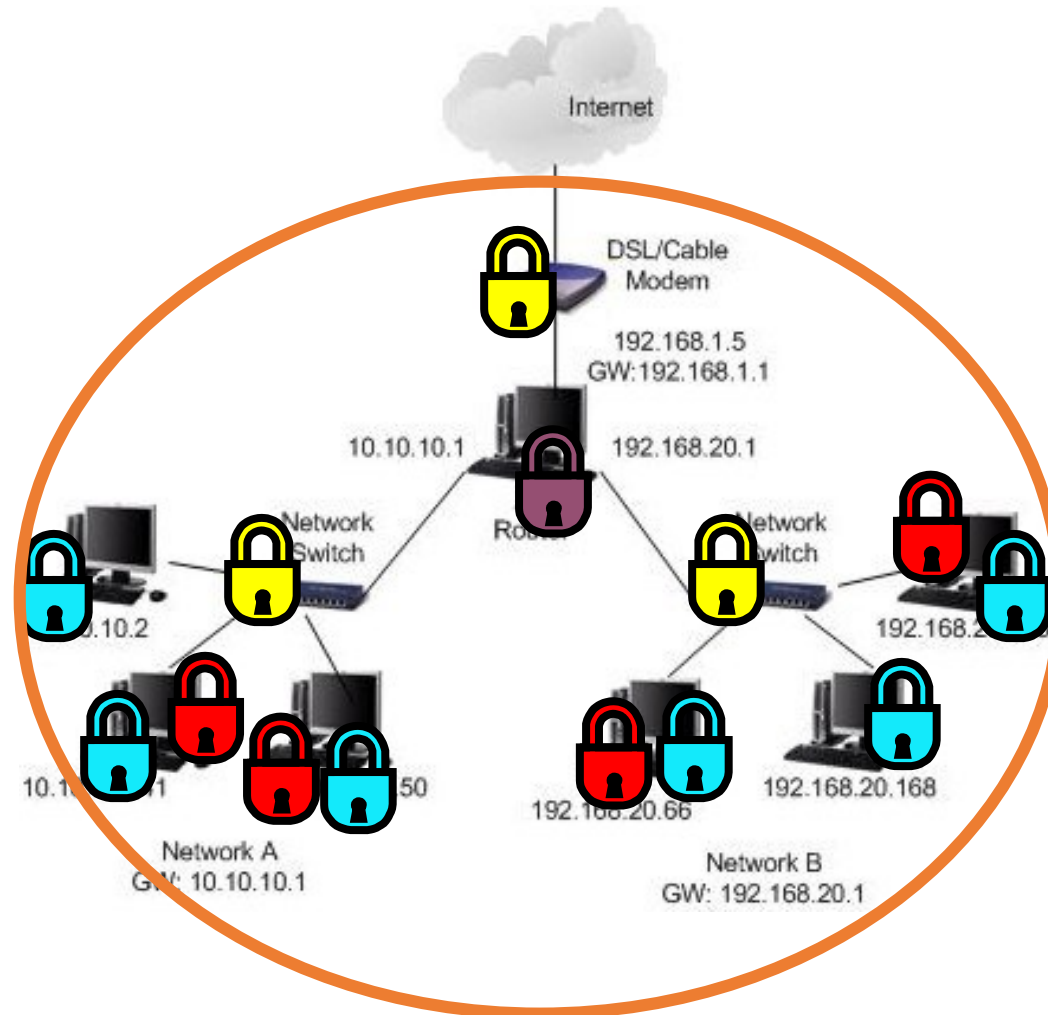 Internet
DSL/Cable
Modem
192.168.1.5
GW:192.168.1.1
10.10.10.1
192.168.20.1
Network
Switch
Network
Switch
192.168.20.66
192.168.20.168
Network A
GW: 10.10.10.1
Network B
GW: 192.168.20.1